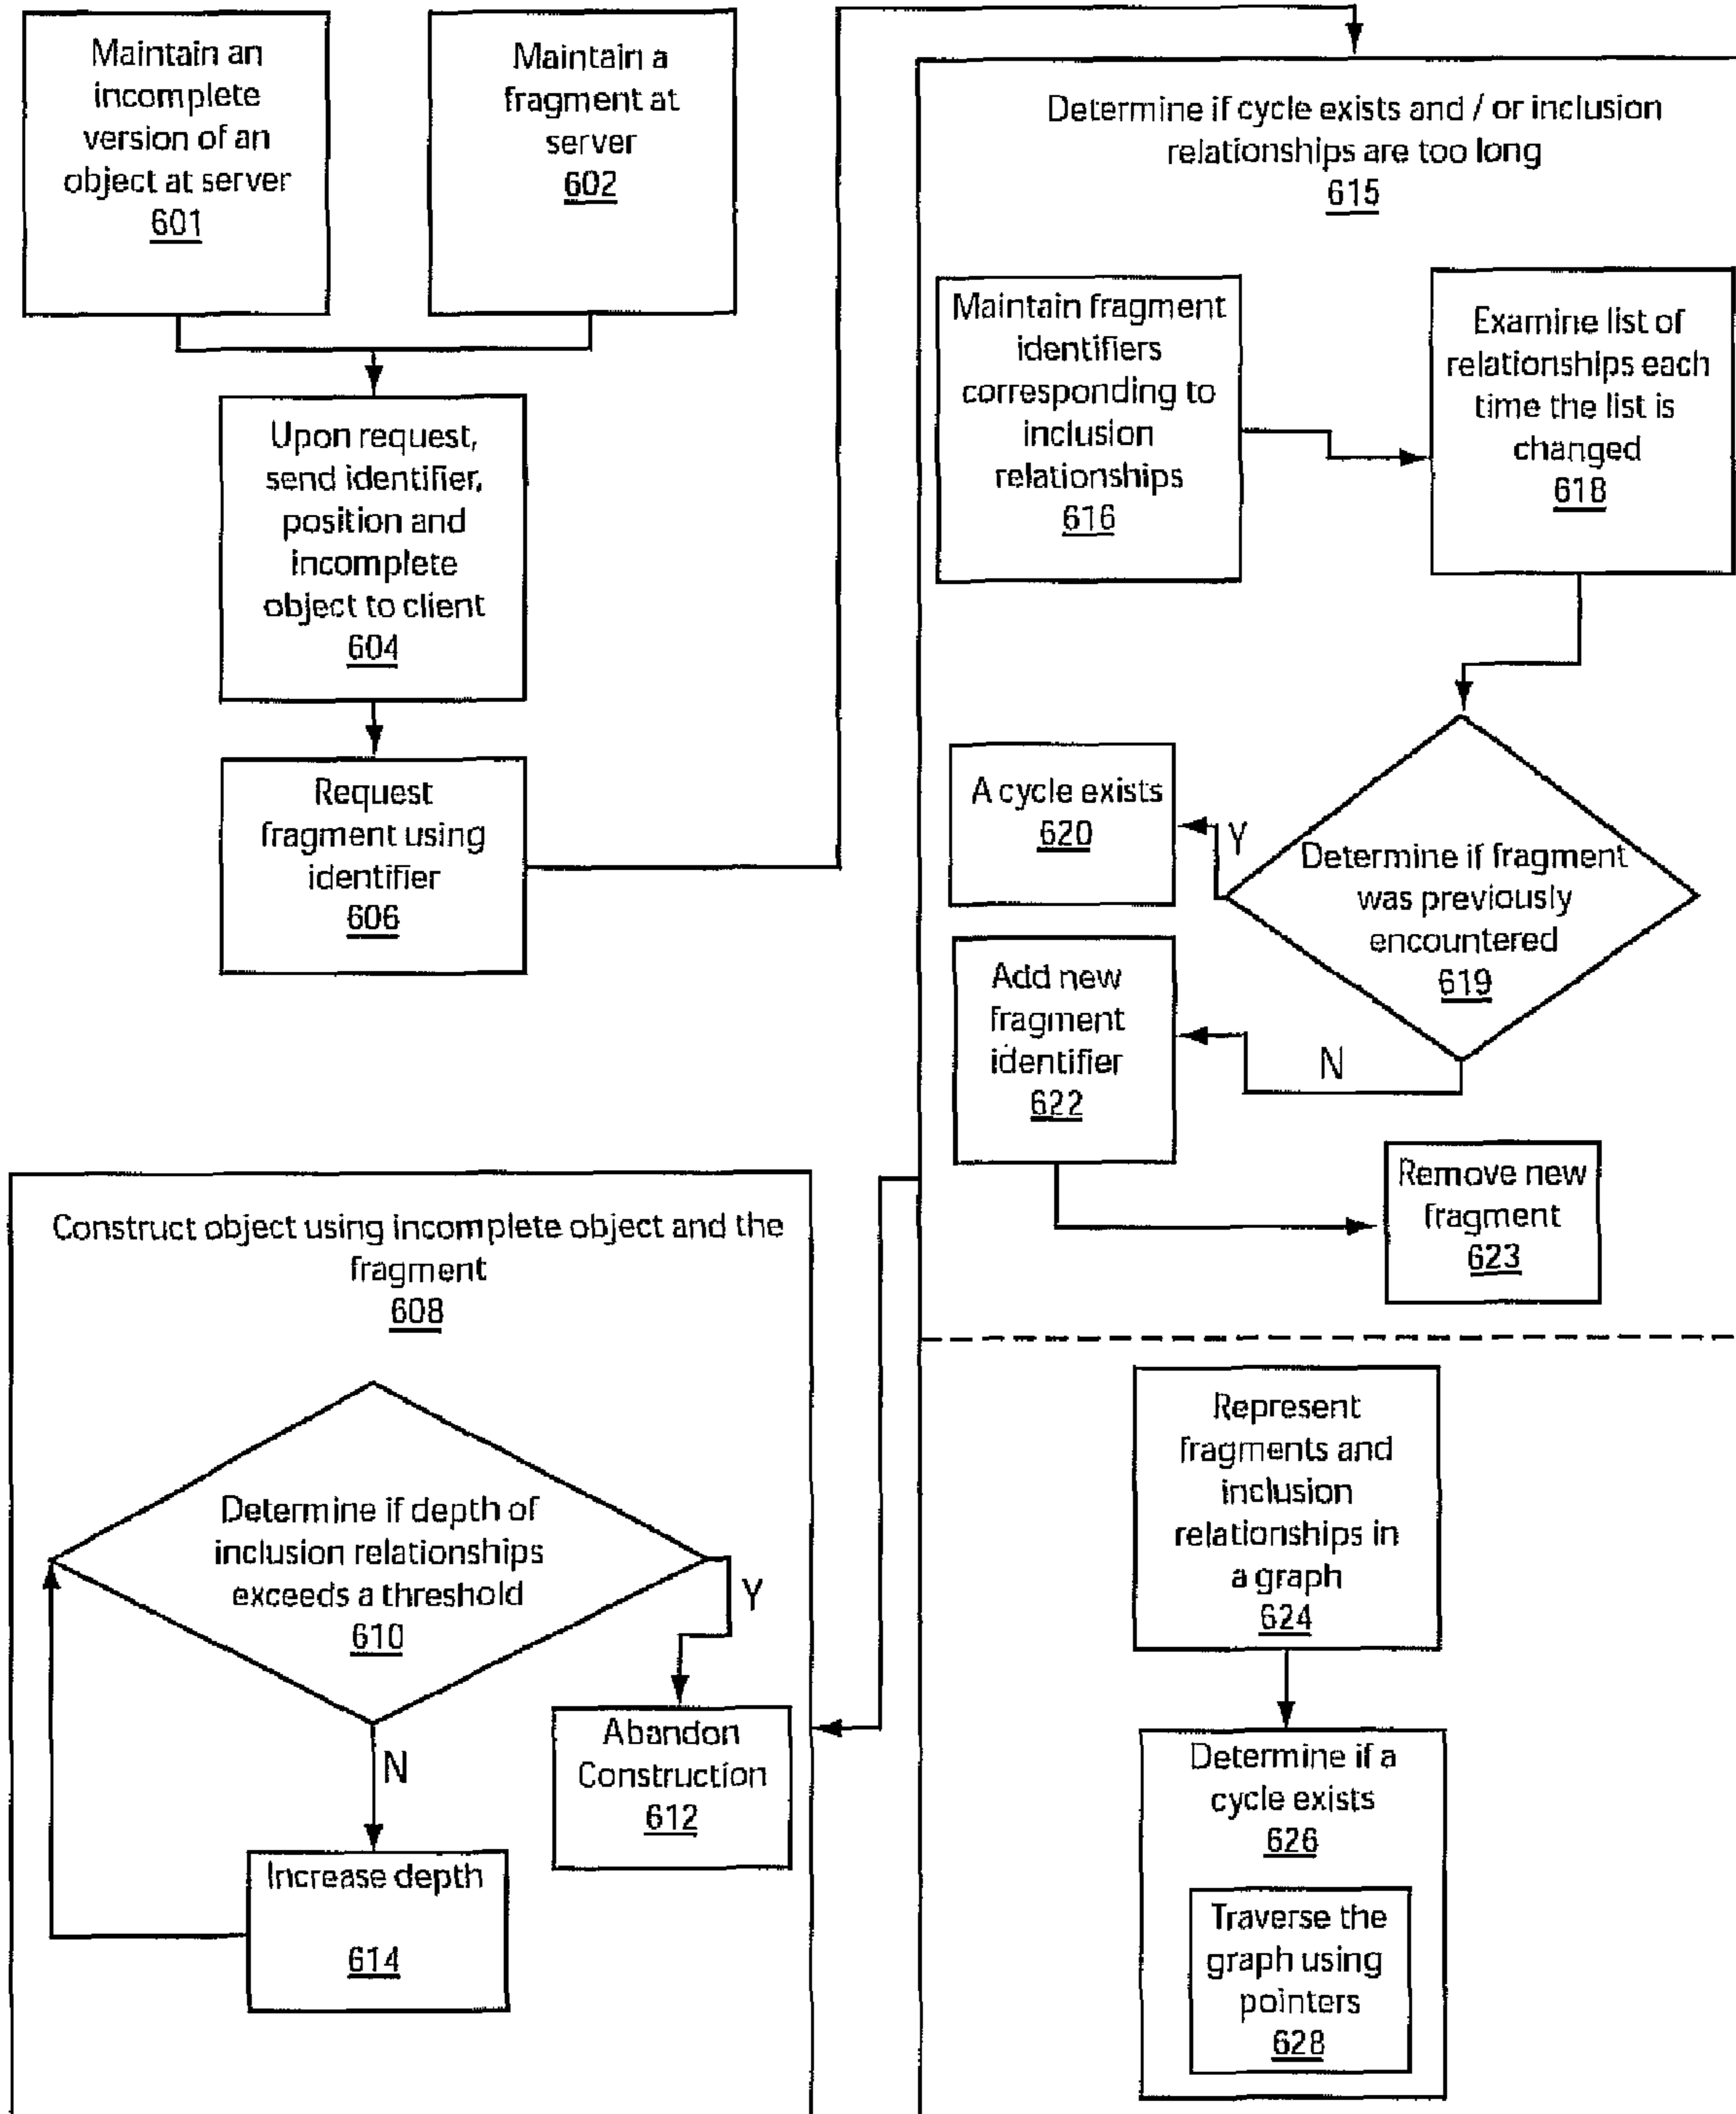 Maintain an
incomplete
version of an
object at server
601
Maintain a
fragment at
server
602
Upon request,
send identifier,
position and
incomplete
object to client
604
Request
fragment using
identifier
606
Determine if cycle exists and / or inclusion
relationships are too long
615
Maintain fragment
identifiers
corresponding to
inclusion
relationships
616
Examine list of
relationships each
time the list is
changed
618
A cycle exists
620
Y
Determine if fragment
was previously
encountered
619
Add new
fragment
identifier
622
N
Remove new
fragment
623
Construct object using incomplete object and the
fragment
608
Determine if depth of
inclusion relationships
exceeds a threshold
610
Y
Abandon
Construction
612
N
Increase depth
614
Represent
fragments and
inclusion
relationships in
a graph
624
Determine if a
cycle exists
626
Traverse the
graph using
pointers
628